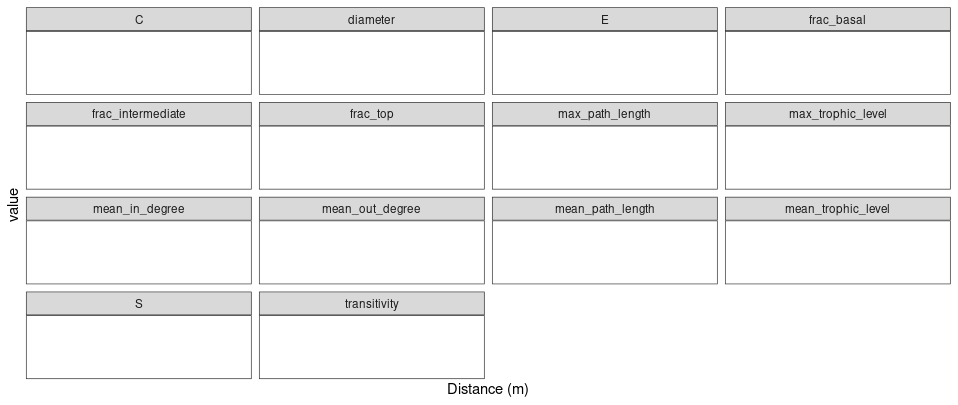 C
diameter
E
frac_basal
frac_intermediate
frac_top
max_path_length
max_trophic_level
mean_in_degree
mean_out_degree
mean_path_length
mean_trophic_level
S
transitivity
value
Distance (m)